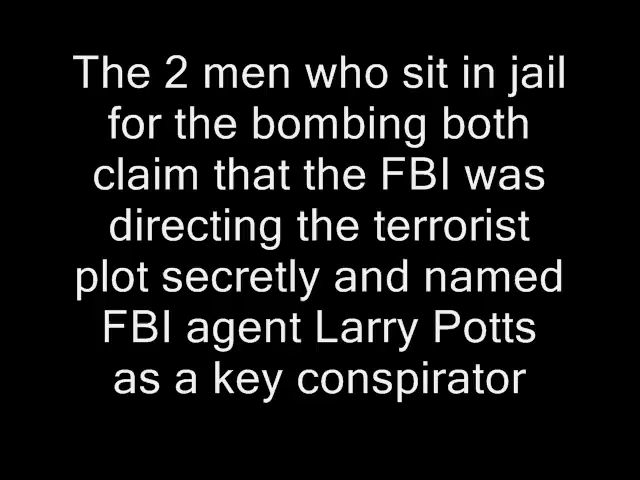 The 2 men who sit in jail
for the bombing both
claim that the FBI was
directing the terrorist
plot secretly and named
FBI agent Larry Potts
as a key conspirator